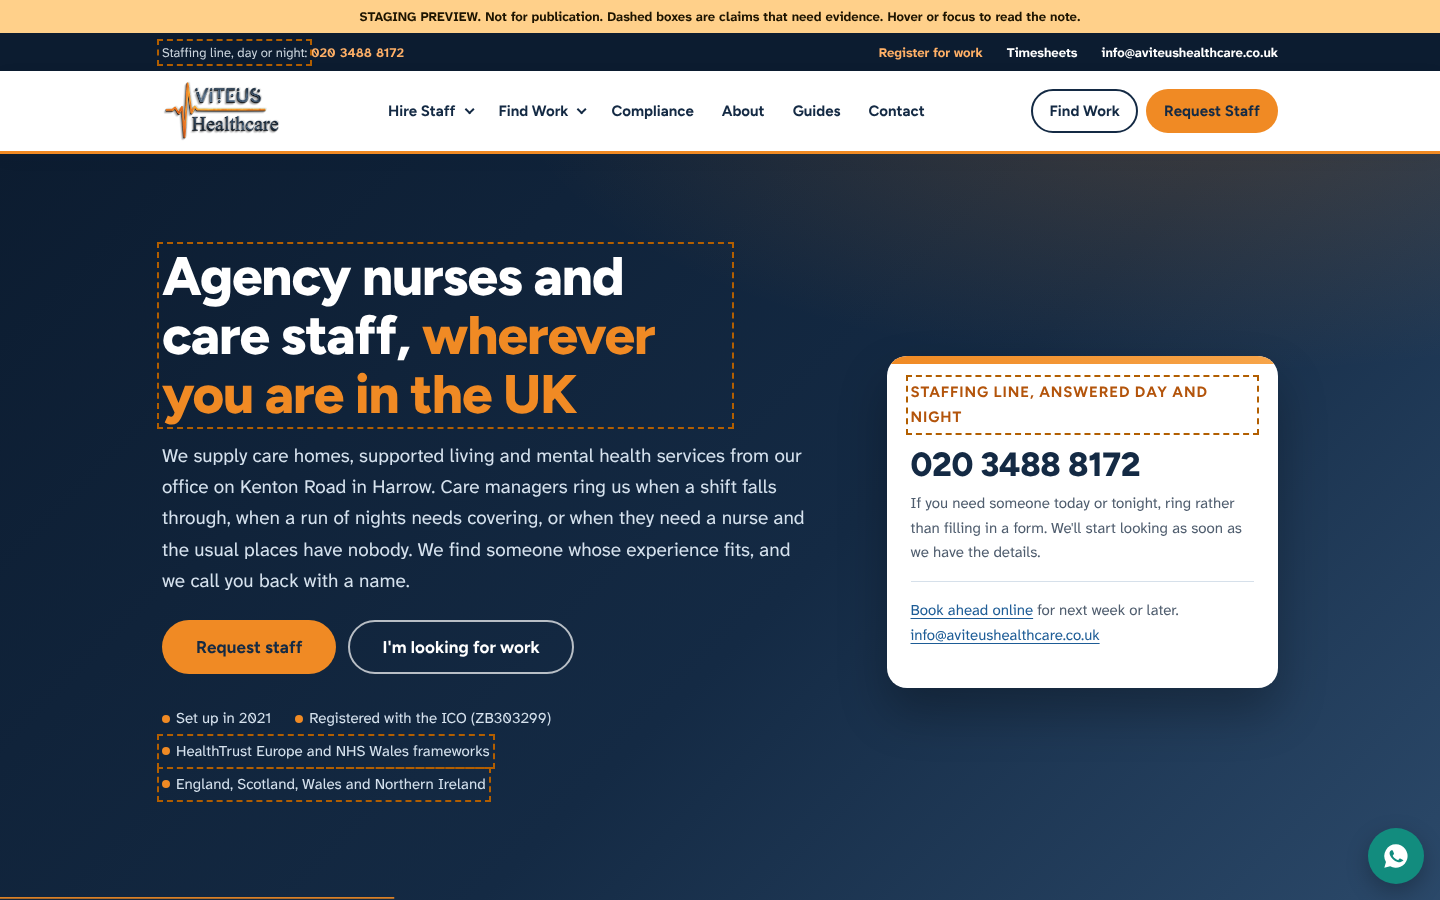 STAGING PREVIEW. Not for publication. Dashed boxes are claims that need evidence. Hover or focus to read the note.
Staffing line, day or night: 020 3488 8172
Register for work
Timesheets
info@aviteushealthcare.co.uk
VITEUS
Healthcare
Hire Staff
Find Work
Compliance
About
Guides
Contact
Find Work
Request Staff
Agency nurses and
care staff, wherever
you are in the UK
We supply care homes, supported living and mental health services from our
office on Kenton Road in Harrow. Care managers ring us when a shift falls
through, when a run of nights needs covering, or when they need a nurse and
the usual places have nobody. We find someone whose experience fits, and
we call you back with a name.
Request staff
I'm looking for work
Set up in 2021
Registered with the ICO (ZB303299)
HealthTrust Europe and NHS Wales frameworks
England, Scotland, Wales and Northern Ireland
STAFFING LINE, ANSWERED DAY AND
NIGHT
020 3488 8172
If you need someone today or tonight, ring rather
than filling in a form. We'll start looking as soon as
we have the details.
Book ahead online for next week or later.
info@aviteushealthcare.co.uk